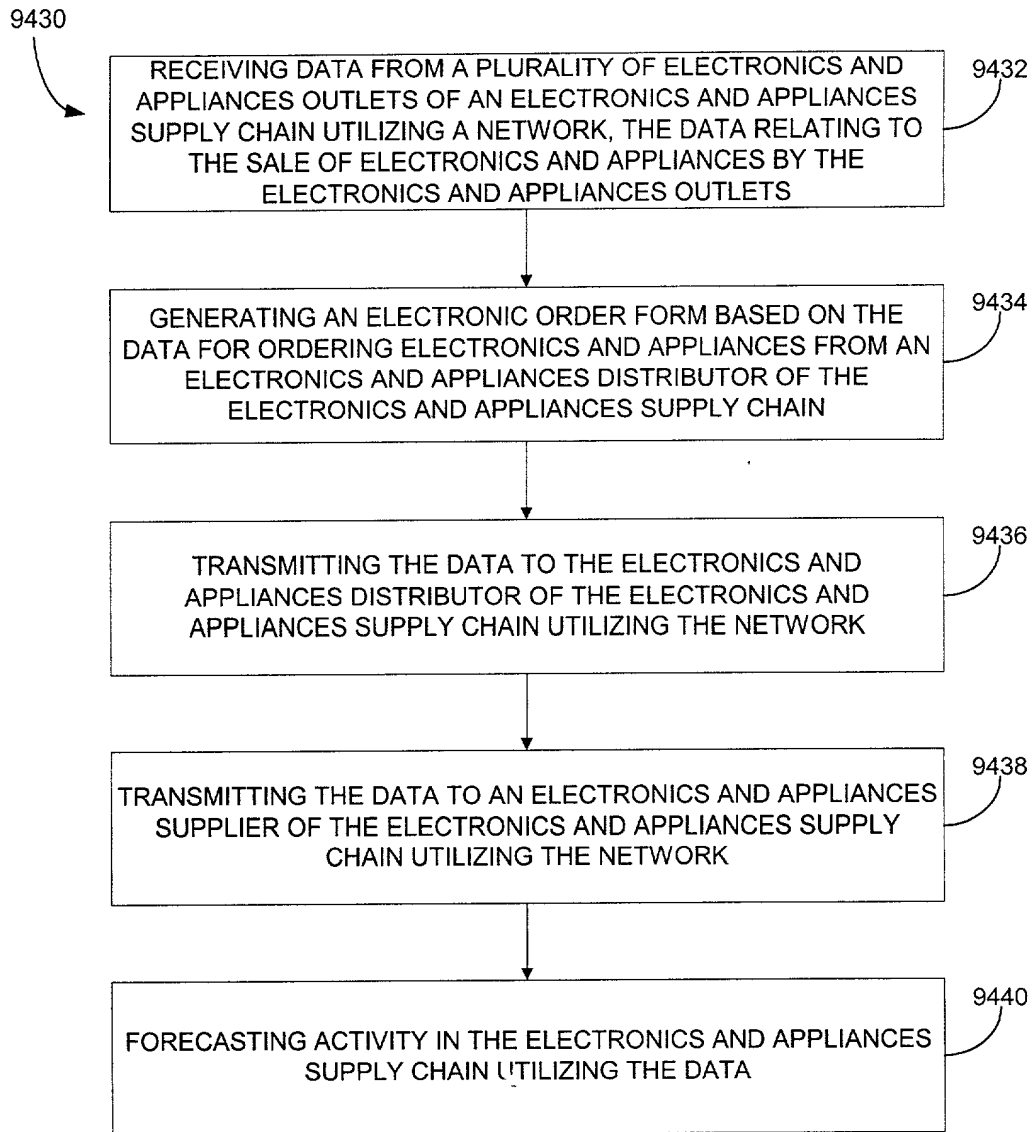 9430
RECEIVING DATA FROM A PLURALITY OF ELECTRONICS AND
APPLIANCES OUTLETS OF AN ELECTRONICS AND APPLIANCES
SUPPLY CHAIN UTILIZING A NETWORK, THE DATA RELATING TO
THE SALE OF ELECTRONICS AND APPLIANCES BY THE
ELECTRONICS AND APPLIANCES OUTLETS
9432
GENERATING AN ELECTRONIC ORDER FORM BASED ON THE
DATA FOR ORDERING ELECTRONICS AND APPLIANCES FROM AN
ELECTRONICS AND APPLIANCES DISTRIBUTOR OF THE
ELECTRONICS AND APPLIANCES SUPPLY CHAIN
9434
TRANSMITTING THE DATA TO THE ELECTRONICS AND
APPLIANCES DISTRIBUTOR OF THE ELECTRONICS AND
APPLIANCES SUPPLY CHAIN UTILIZING THE NETWORK
9436
TRANSMITTING THE DATA TO AN ELECTRONICS AND APPLIANCES
SUPPLIER OF THE ELECTRONICS AND APPLIANCES SUPPLY
CHAIN UTILIZING THE NETWORK
9438
FORECASTING ACTIVITY IN THE ELECTRONICS AND APPLIANCES
SUPPLY CHAIN UTILIZING THE DATA
9440